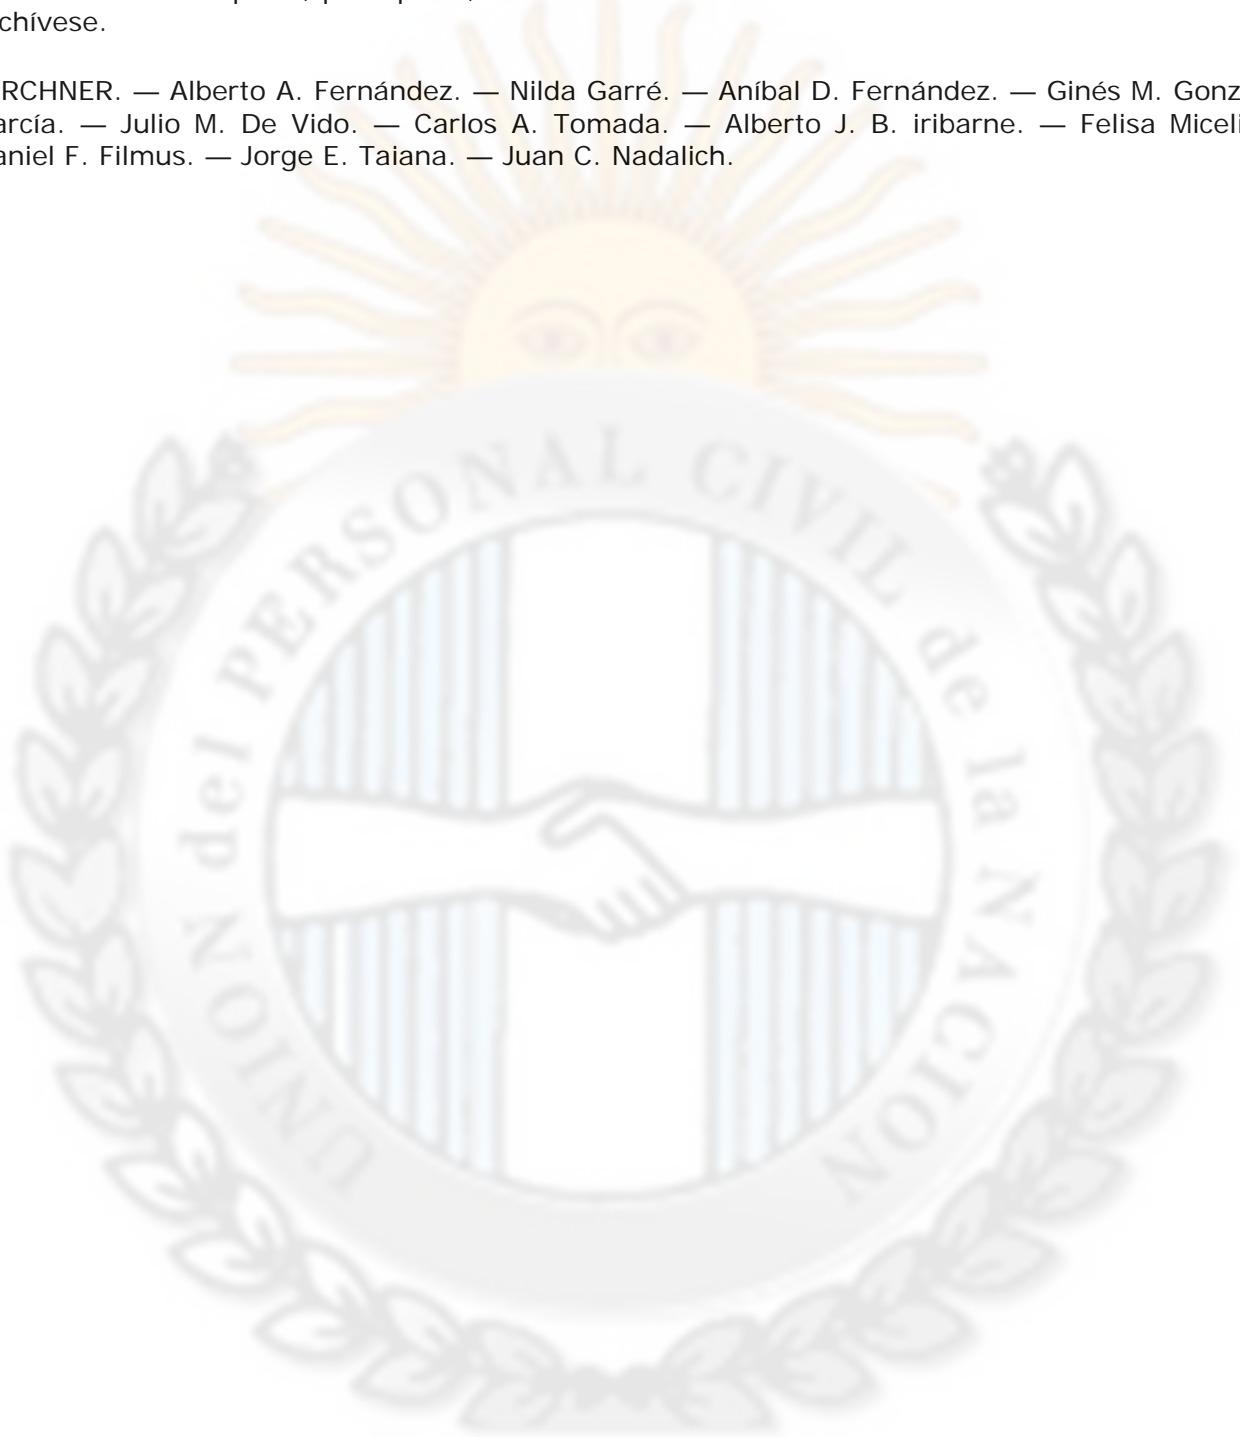 chívese.
RCHNER. — Alberto A. Fernández. — Nilda Garré. — Aníbal D. Fernández. — Ginés M. Gonz
arcía. — Julio M. De Vido. — Carlos A. Tomada. — Alberto J. B. iribarne. — Felisa Miceli
aniel F. Filmus. — Jorge E. Taiana. — Juan C. Nadalich.
UNION del PERSONAL CIVIL de la NACION